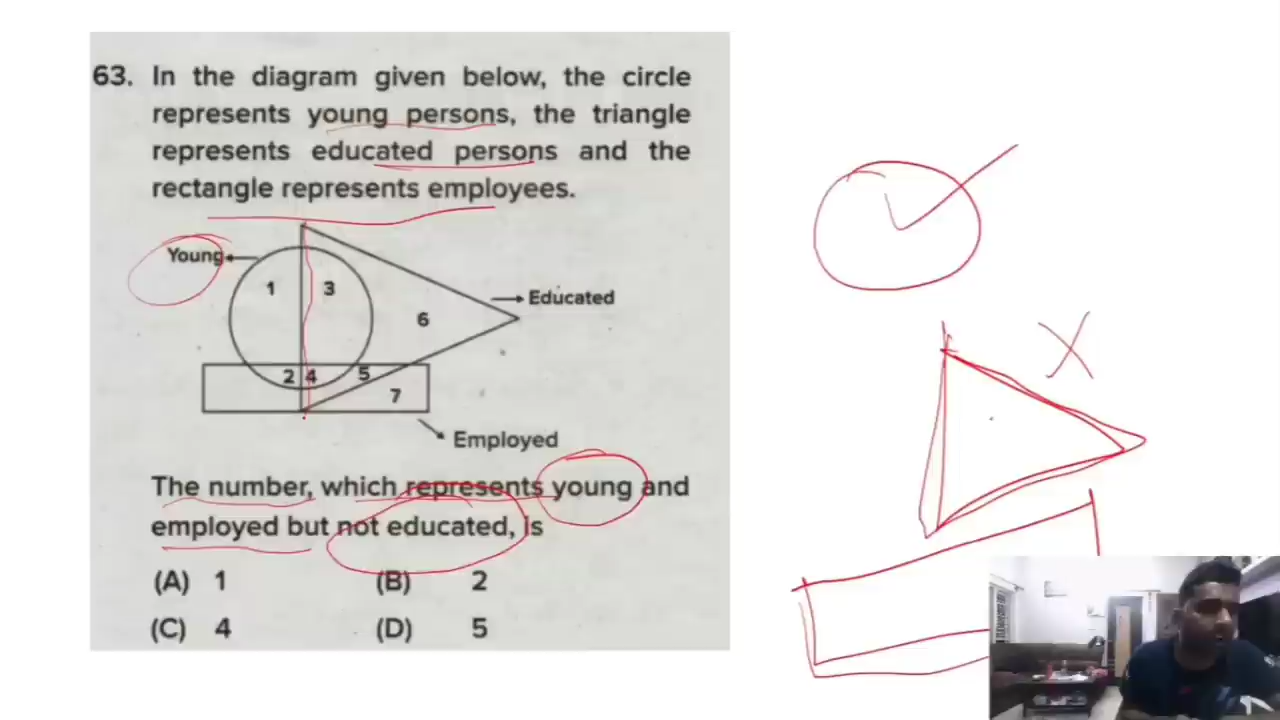 63. In the diagram given below, the circle
represents young persons, the triangle
represents educated persons and the
rectangle represents employees.
Young
1
3
Educated
6
2
4
5
7
Employed
The number, which represents young and
employed but not educated, is
(A) 1
(B) 2
(C) 4
(D) 5